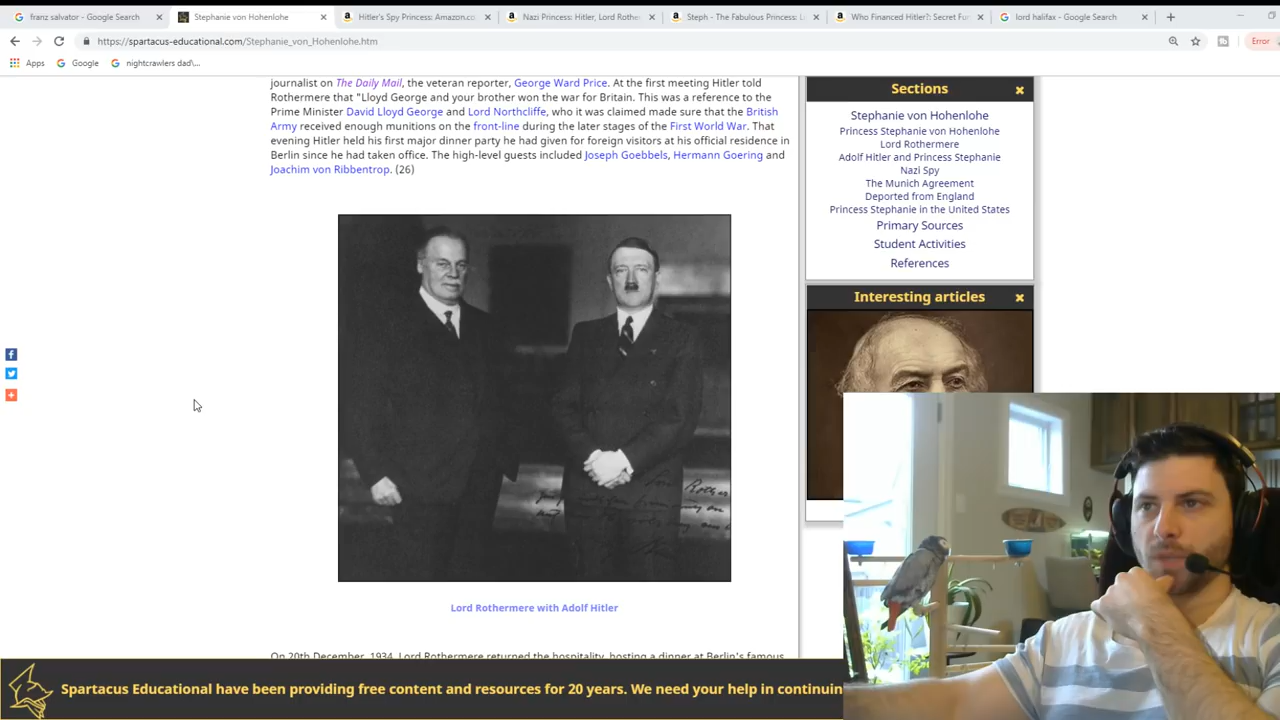 franz salvator - Google Search
Stephanie von Hohenlohe
Hitler's Spy Princess: Amazon.co
Nazi Princess: Hitler, Lord Rothe
Steph - The Fabulous Princess: L
Who Financed Hitler?: Secret Fun
lord halifax - Google Search
https://spartacus-educational.com/Stephanie_von_Hohenlohe.htm
Error
Apps
Google
nightcrawlers dad\...
journalist on The Daily Mail, the veteran reporter, George Ward Price. At the first meeting Hitler told
Rothermere that "Lloyd George and your brother won the war for Britain. This was a reference to the
Prime Minister David Lloyd George and Lord Northcliffe, who it was claimed made sure that the British
Army received enough munitions on the front-line during the later stages of the First World War. That
evening Hitler held his first major dinner party he had given for foreign visitors at his official residence in
Berlin since he had taken office. The high-level guests included Joseph Goebbels, Hermann Goering and
Joachim von Ribbentrop. (26)
Lord Rothermere with Adolf Hitler
On 20th December, 1934, Lord Rothermere returned the hospitality, hosting a dinner at Berlin's famous
Sections
Stephanie von Hohenlohe
Princess Stephanie von Hohenlohe
Lord Rothermere
Adolf Hitler and Princess Stephanie
Nazi Spy
The Munich Agreement
Deported from England
Princess Stephanie in the United States
Primary Sources
Student Activities
References
Interesting articles
Spartacus Educational have been providing free content and resources for 20 years. We need your help in continuin